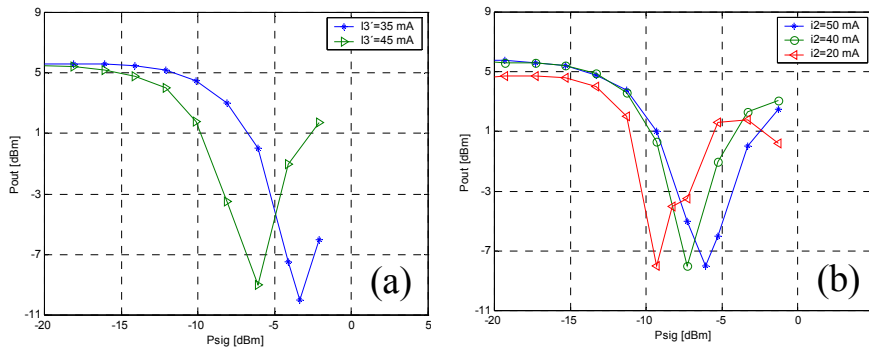 9
5
1
-3
-7
-11
Pout [dBm]
I3´=35 mA
I3´=45 mA
(a)
-20 -15 -10 -5 0 5
Psig [dBm]
9
5
1
-3
-7
-11
Pout [dBm]
i2=50 mA
i2=40 mA
i2=20 mA
(b)
-20 -15 -10 -5 0 5
Psig [dBm]